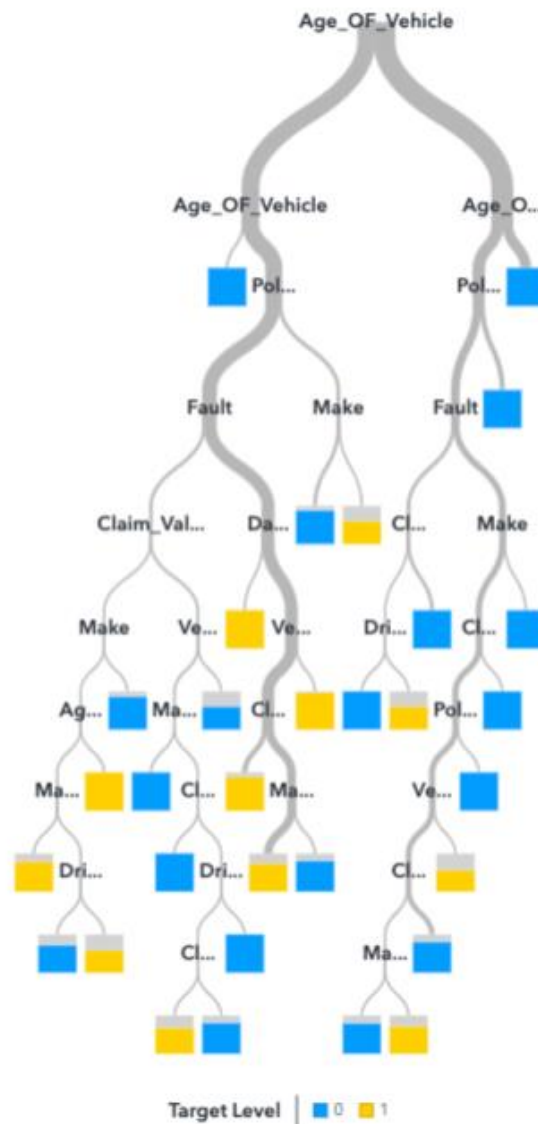 Age_OF_Vehicle
Age_OF_Vehicle Age_O...
Pol... Pol...
Fault Make Fault
Claim_Val... Da... Cl... Make
Make Ve... Ve... Dri... Cl...
Ag... Ma... Cl... Pol...
Ma... Cl... Ma... Ve...
Dri... Dri... Cl...
Cl... Ma...
Target Level 0 1